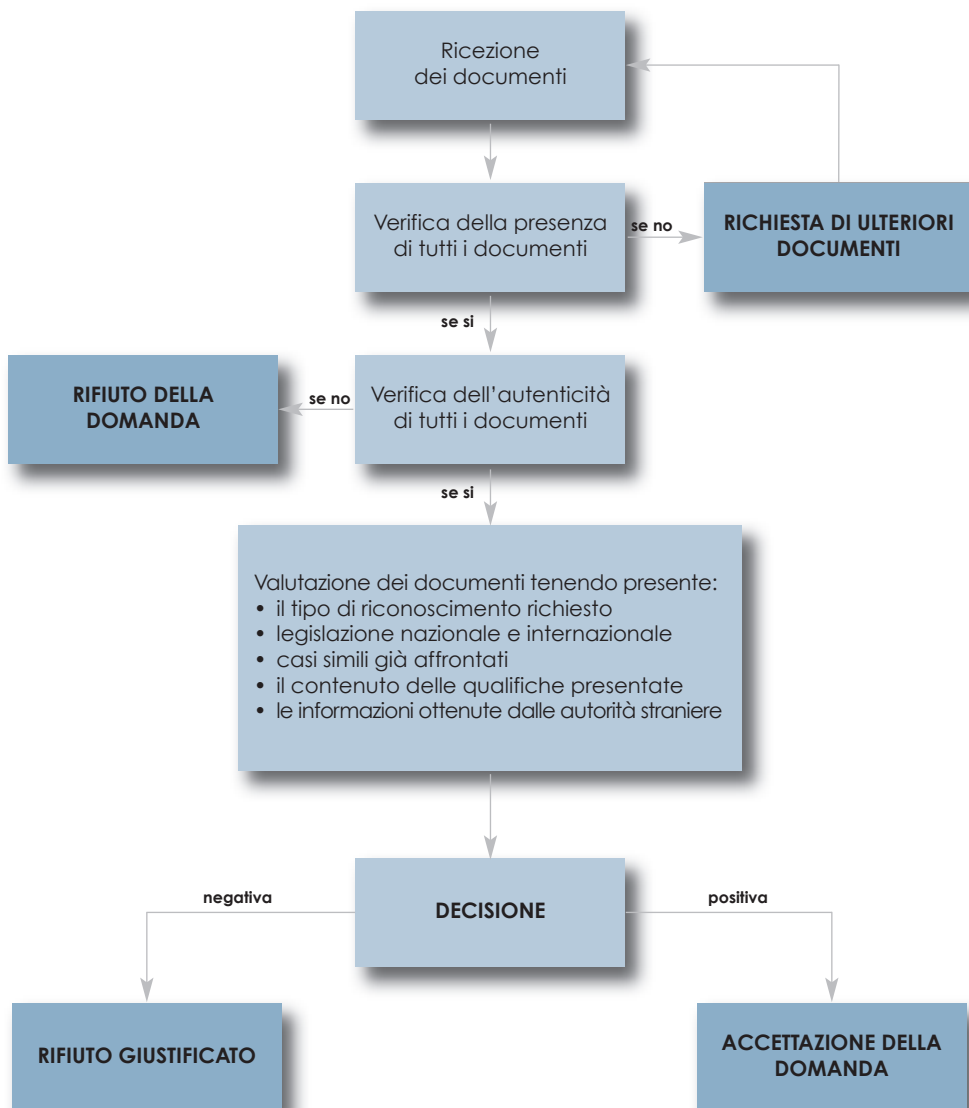 Ricezione
dei documenti
Verifica della presenza
di tutti i documenti
se no
RICHIESTA DI ULTERIORI
DOCUMENTI
se si
RIFIUTO DELLA
DOMANDA
se no
Verifica dell'autenticità
di tutti i documenti
se si
Valutazione dei documenti tenendo presente:
• il tipo di riconoscimento richiesto
• legislazione nazionale e internazionale
• casi simili già affrontati
• il contenuto delle qualifiche presentate
• le informazioni ottenute dalle autorità straniere
negativa
DECISIONE
positiva
RIFIUTO GIUSTIFICATO
ACCETTAZIONE DELLA
DOMANDA